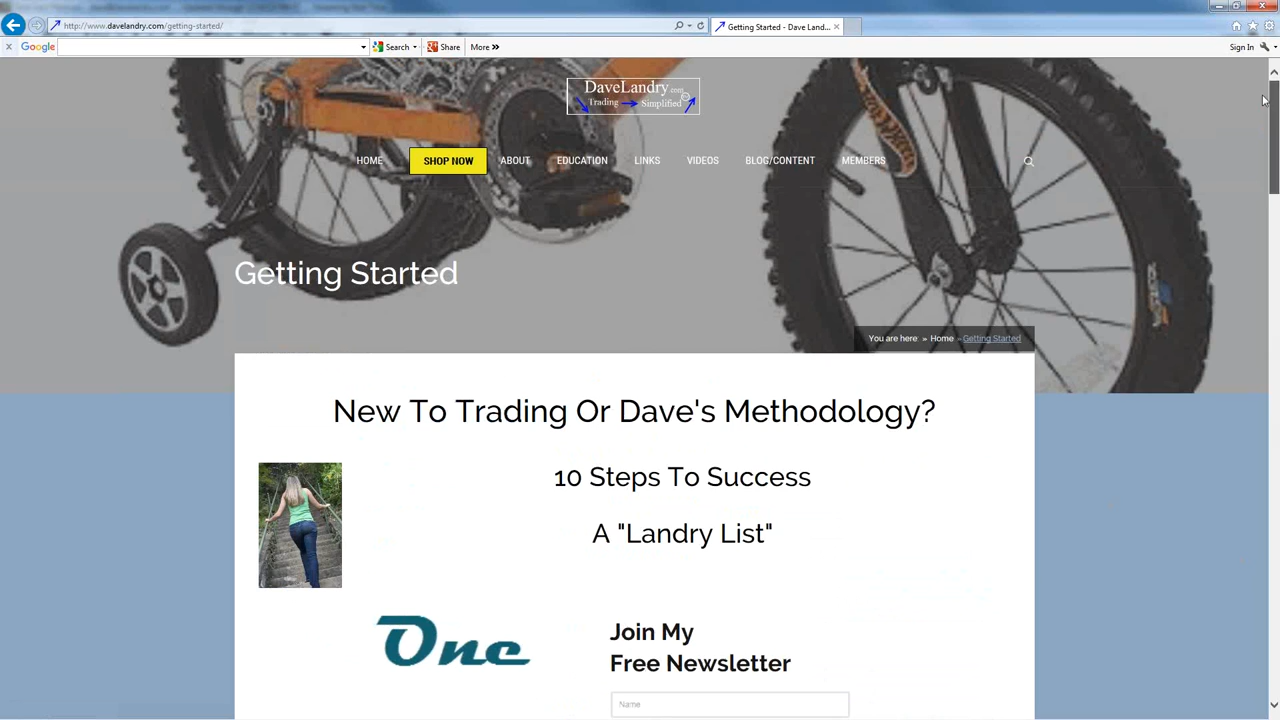 http://www.davelandry.com/getting-started/
Getting Started - Dave Land...
Google
Search
Share
More »
Sign In
DaveLandry.com
Trading Simplified
HOME
SHOP NOW
ABOUT
EDUCATION
LINKS
VIDEOS
BLOG/CONTENT
MEMBERS
Getting Started
You are here: » Home » Getting Started
New To Trading Or Dave's Methodology?
10 Steps To Success
A "Landry List"
One
Join My
Free Newsletter
Name